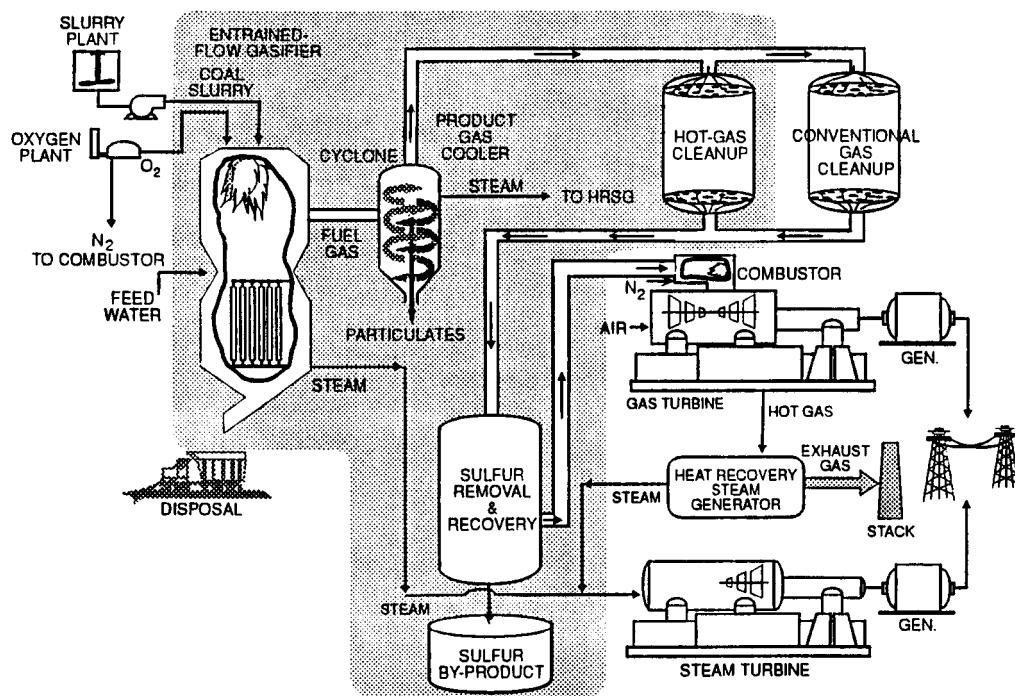 SLURRY
PLANT
ENTRAINED-
FLOW GASIFIER
COAL
SLURRY
OXYGEN
PLANT
O2
N2
TO COMBUSTOR
FEED
WATER
CYCLONE
PRODUCT
GAS
COOLER
STEAM
TO HRSG
FUEL
GAS
PARTICULATES
HOT-GAS
CLEANUP
CONVENTIONAL
GAS
CLEANUP
COMBUSTOR
N2
AIR
GEN.
GAS TURBINE
HOT GAS
STEAM
DISPOSAL
SULFUR
REMOVAL
&
RECOVERY
STEAM
HEAT RECOVERY
STEAM
GENERATOR
EXHAUST
GAS
STACK
STEAM
SULFUR
BY-PRODUCT
GEN.
STEAM TURBINE